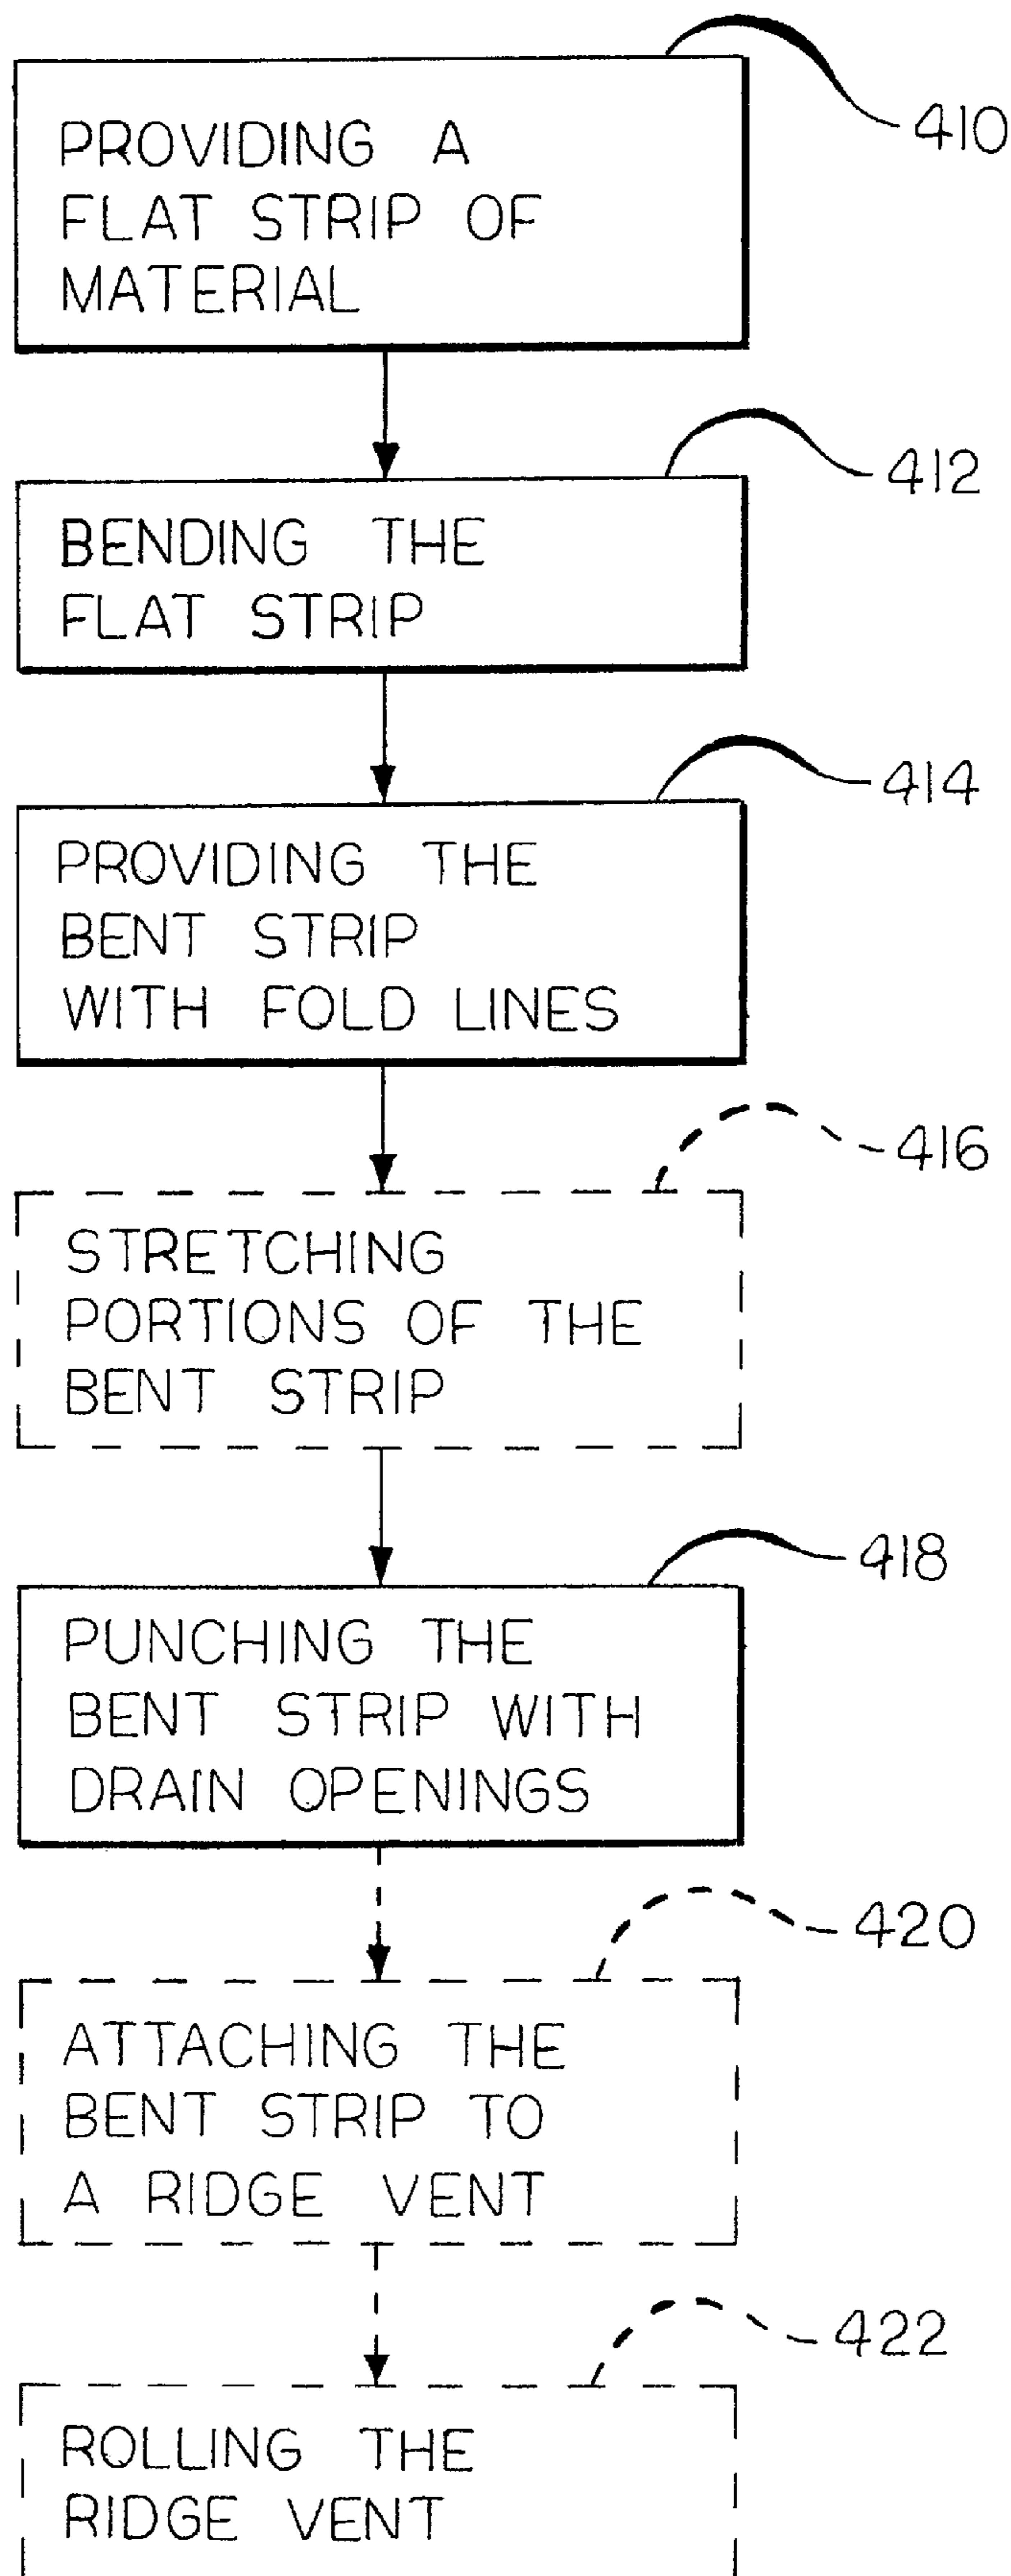 410
PROVIDING A
FLAT STRIP OF
MATERIAL
412
BENDING THE
FLAT STRIP
414
PROVIDING THE
BENT STRIP
WITH FOLD LINES
416
STRETCHING
PORTIONS OF THE
BENT STRIP
418
PUNCHING THE
BENT STRIP WITH
DRAIN OPENINGS
420
ATTACHING THE
BENT STRIP TO
A RIDGE VENT
422
ROLLING THE
RIDGE VENT